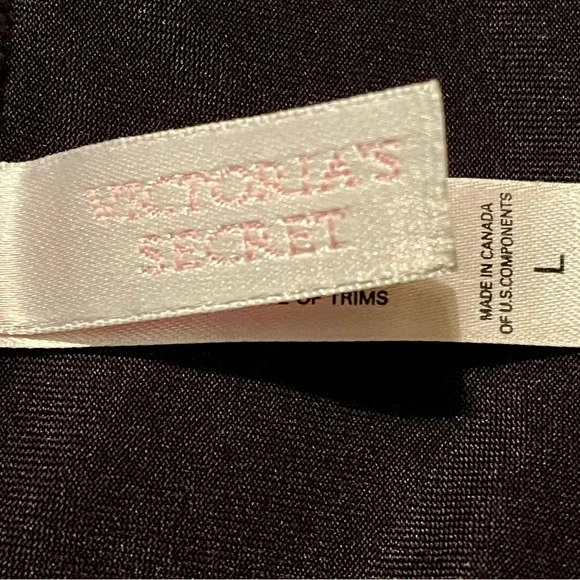 VICTORIA'S
SECRET
OF TRIMS
MADE IN CANADA
OF U.S.COMPONENTS
L